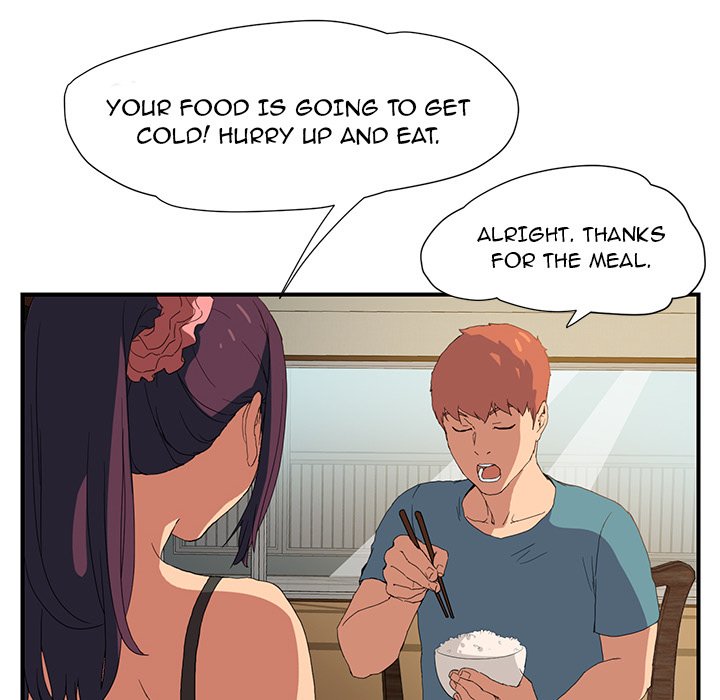 YOUR FOOD IS GOING TO GET
COLD! HURRY UP AND EAT.
ALRIGHT. THANKS
FOR THE MEAL.